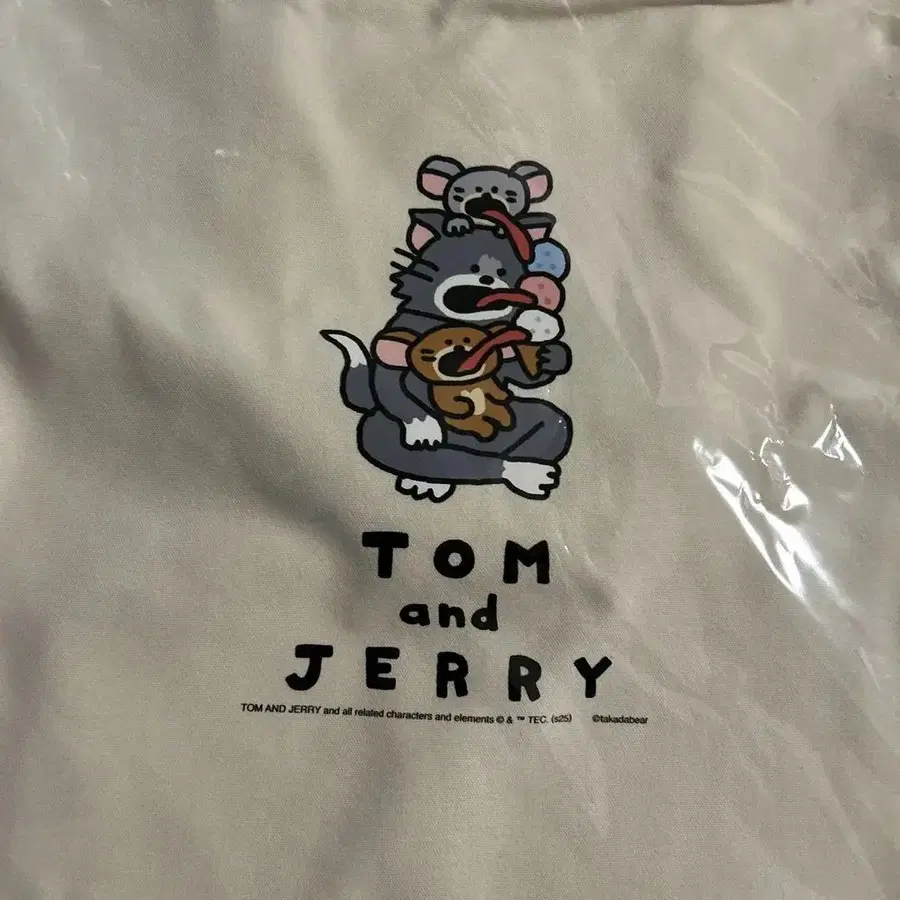 TOM
and
JERRY
TOM AND JERRY and all related characters and elements © & ™ TEC. (s25) ©takadabear